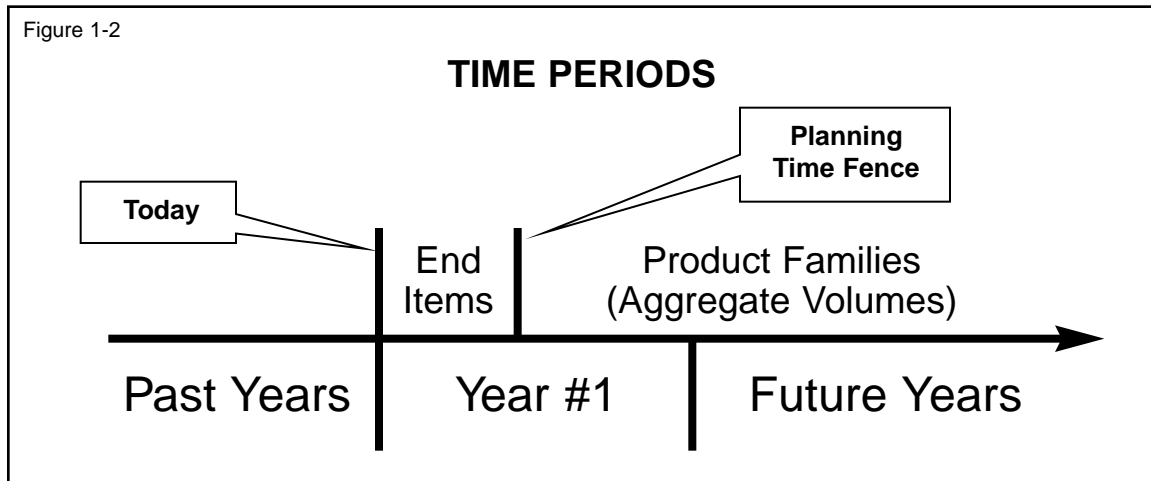 Figure 1-2
TIME PERIODS
Planning
Time Fence
Today
End
Items
Product Families
(Aggregate Volumes)
Past Years
Year #1
Future Years